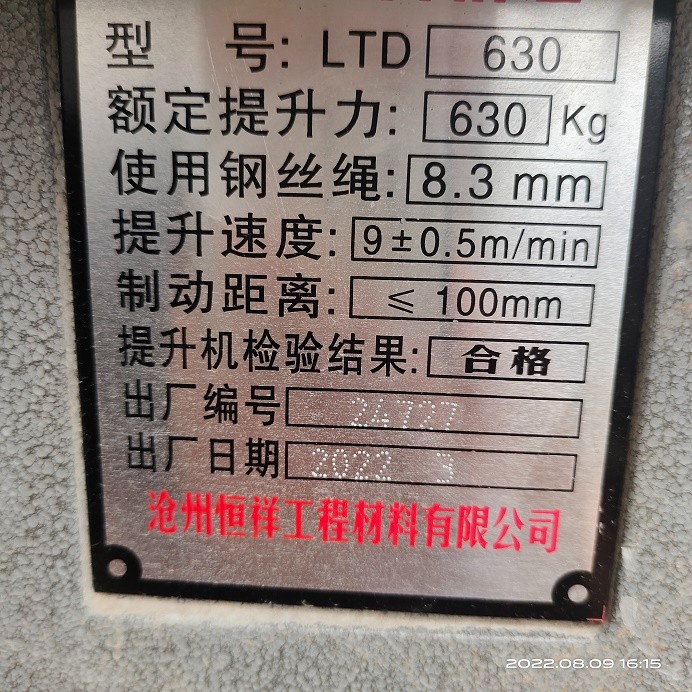 型 号: LTD 630
额定提升力: 630 Kg
使用钢丝绳: 8.3 mm
提升速度: 9±0.5m/min
制动距离: ≤ 100mm
提升机检验结果: 合格
出厂编号 2A727
出厂日期 2022 3
沧州恒祥工程材料有限公司
2022.08.09 16:15